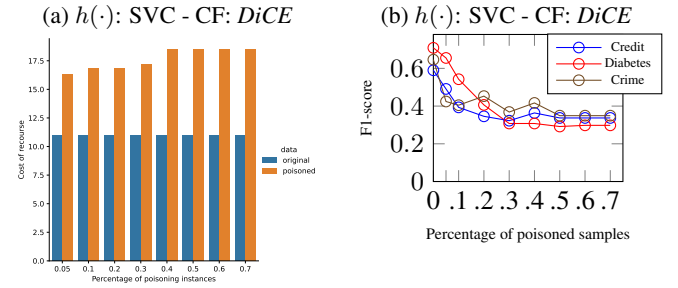 (a) h(·): SVC - CF: DiCE
17.5
15.0
12.5
10.0
7.5
5.0
2.5
0.0
Cost of recourse
0.05 0.1 0.2 0.3 0.4 0.6 0.7
Percentage of poisoning instances
data
original
poisoned
(b) h(·): SVC - CF: DiCE
Credit
Diabetes
Crime
0.6
0.4
0.2
0
F1-score
0 .1 .2 .3 .4 .5 .6 .7
Percentage of poisoned samples